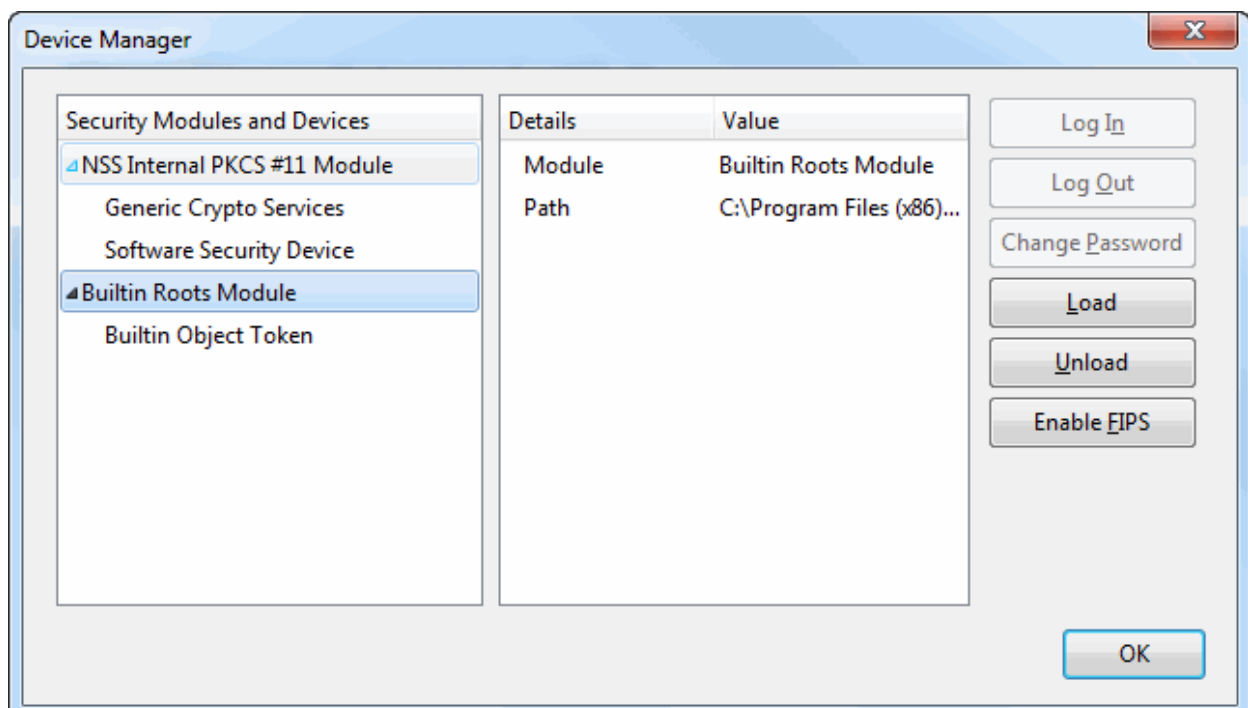 Device Manager
Security Modules and Devices
NSS Internal PKCS #11 Module
Generic Crypto Services
Software Security Device
Builtin Roots Module
Builtin Object Token
Details Value
Module Builtin Roots Module
Path C:\Program Files (x86)...
Log In
Log Out
Change Password
Load
Unload
Enable FIPS
OK